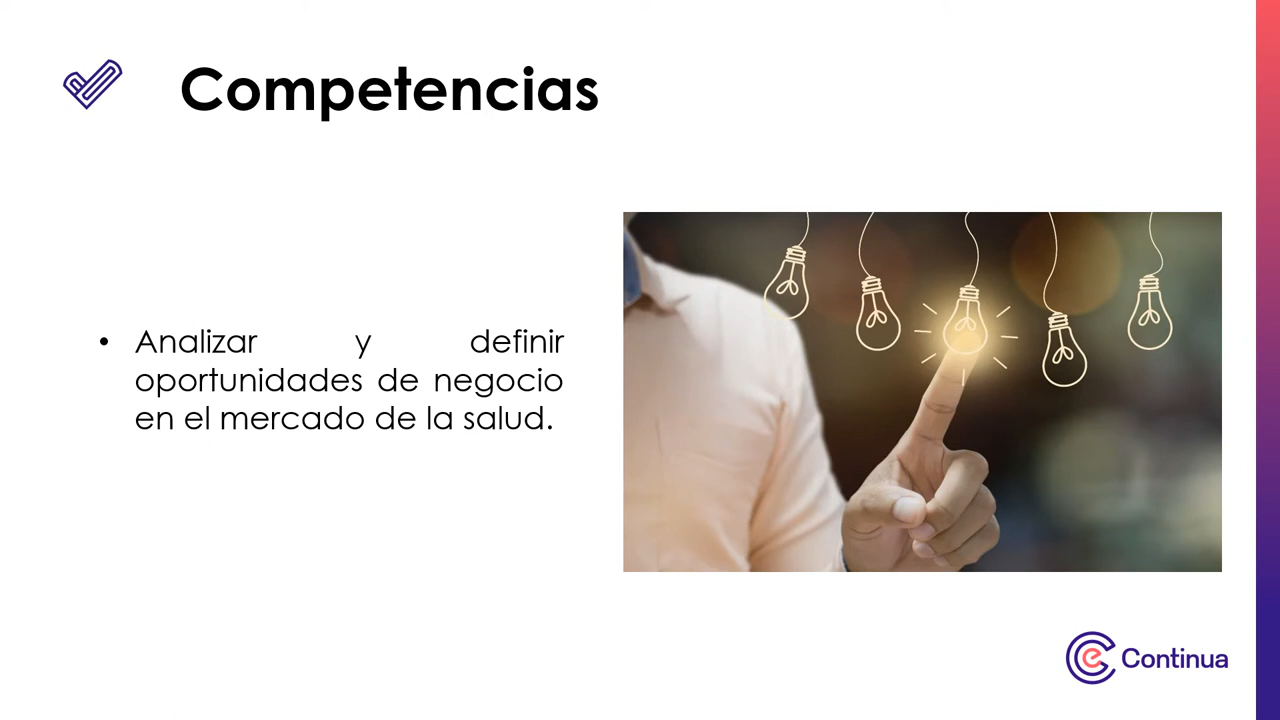 Competencias
• Analizar y definir
oportunidades de negocio
en el mercado de la salud.
Continua